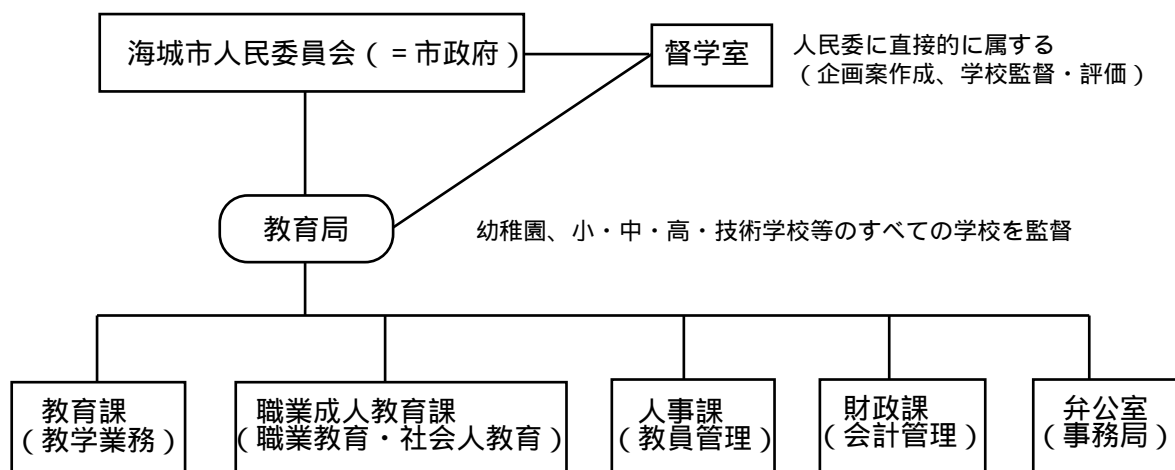 海城市人民委員会(=市政府)
督学室
人民委に直接的に属する
(企画案作成、学校監督・評価)
教育局
幼稚園、小・中・高・技術学校等のすべての学校を監督
教育課
(教学業務)
職業成人教育課
(職業教育・社会人教育)
人事課
(教員管理)
財政課
(会計管理)
弁公室
(事務局)